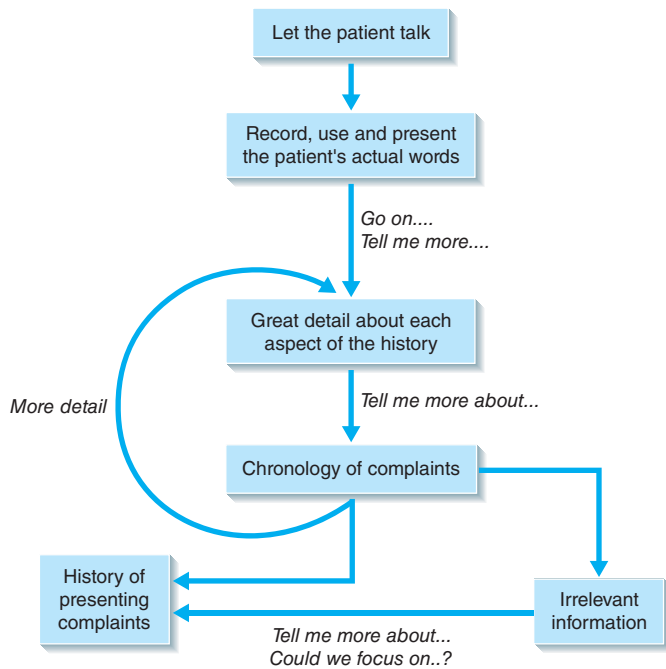 Let the patient talk
Record, use and present
the patient's actual words
Go on....
Tell me more....
Great detail about each
aspect of the history
More detail
Tell me more about...
Chronology of complaints
History of
presenting
complaints
Irrelevant
information
Tell me more about...
Could we focus on..?